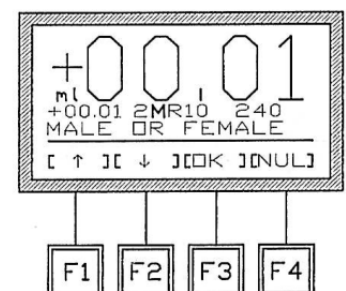 +00.01
ml
+00.01 2MR10 240
MALE OR FEMALE
[ ↑ ][ ↓ ][OK ][NUL]
F1 F2 F3 F4